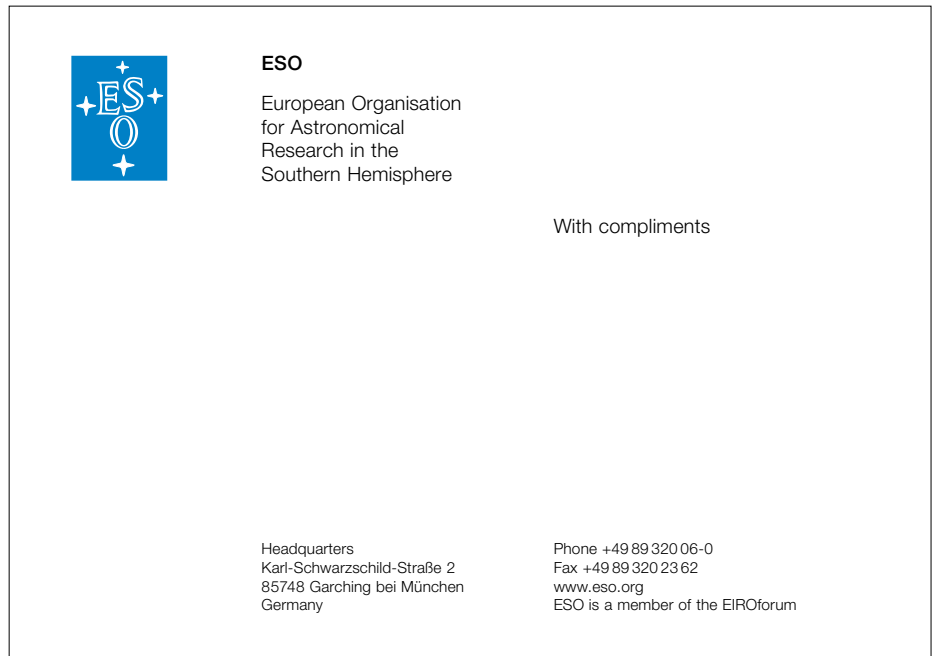 ES
O
ESO
European Organisation
for Astronomical
Research in the
Southern Hemisphere
With compliments
Headquarters
Karl-Schwarzschild-Straße 2
85748 Garching bei München
Germany
Phone +49 89 320 06-0
Fax +49 89 320 23 62
www.eso.org
ESO is a member of the EIROforum